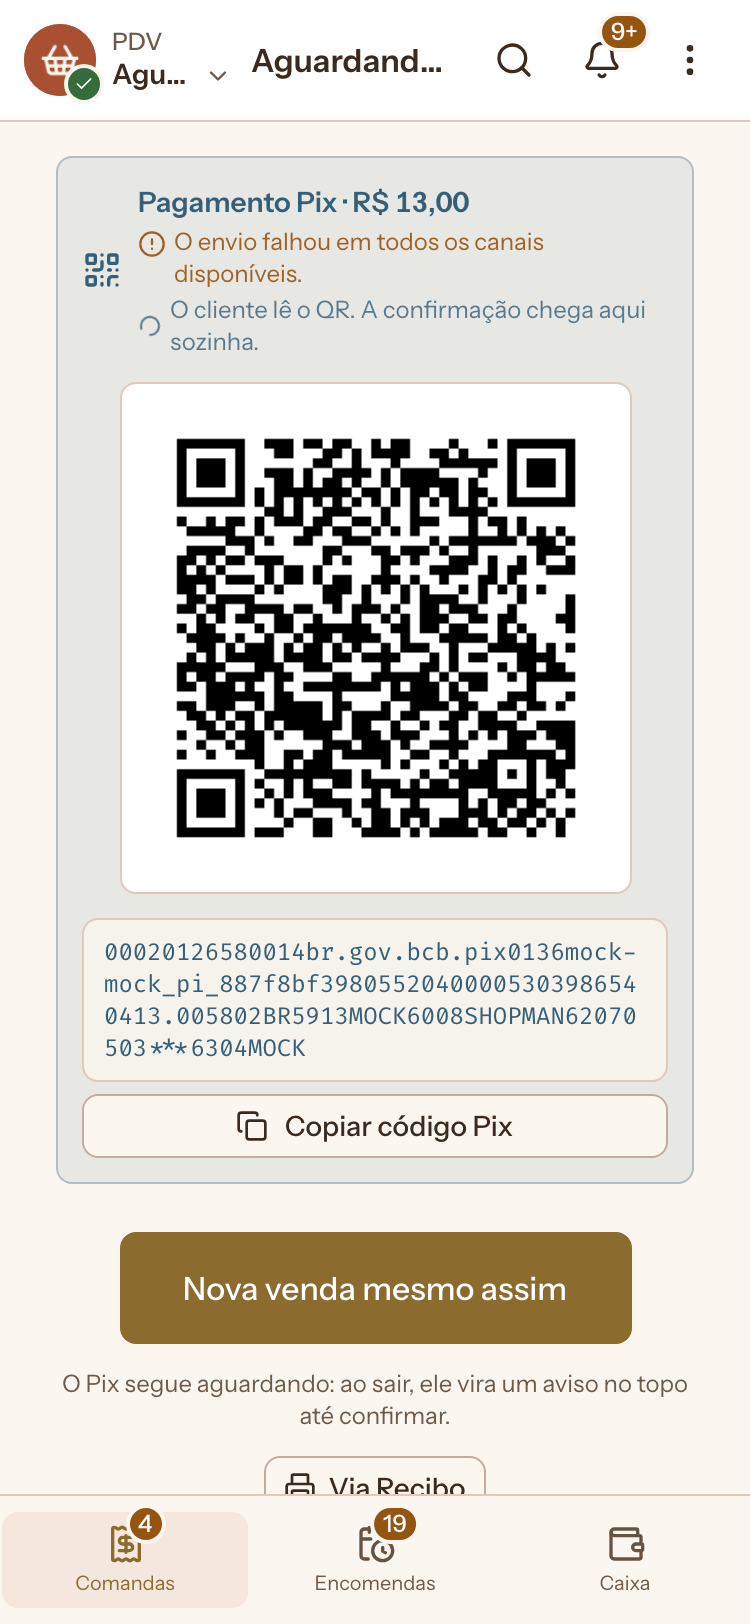 PDV
Agu...
Aguardand...
9+
Pagamento Pix · R$ 13,00
O envio falhou em todos os canais
disponíveis.
O cliente lê o QR. A confirmação chega aqui
sozinha.
00020126580014br.gov.bcb.pix0136mock-
mock_pi_887f8bf3980552040000530398654
0413.005802BR5913MOCK6008SHOPMAN62070
503***6304MOCK
Copiar código Pix
Nova venda mesmo assim
O Pix segue aguardando: ao sair, ele vira um aviso no topo
até confirmar.
Via Recibo
4
Comandas
19
Encomendas
Caixa